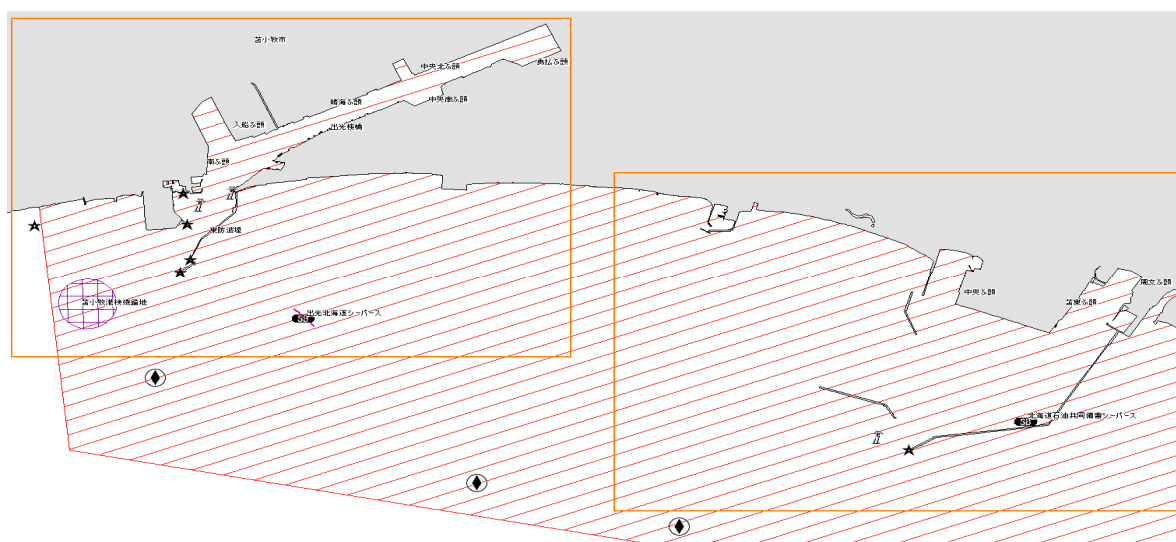 苫小牧市
中央北ふ頭
勇払ふ頭
晴海ふ頭
中央南ふ頭
入船ふ頭
出光桟橋
南ふ頭
東防波堤
苫小牧港検疫錨地
出光北海道シーバース
SB
中央ふ頭
苫東ふ頭
周文ふ頭
北海道石油共同備蓄シーバース
SB